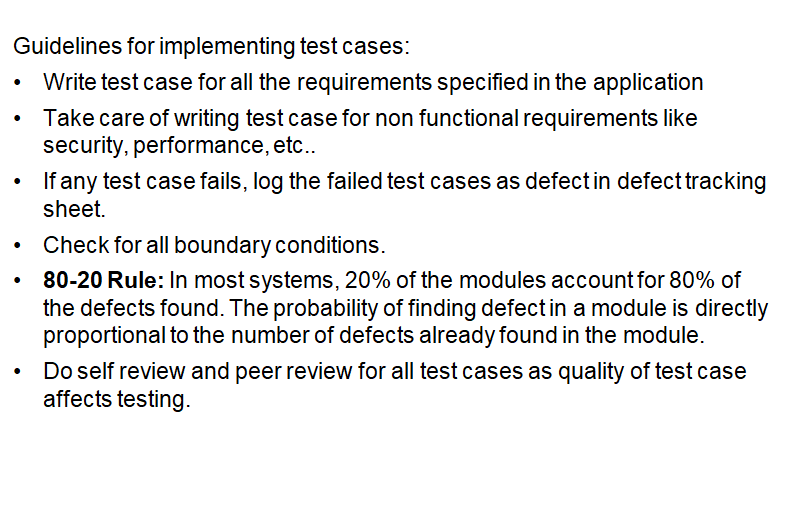 Guidelines for implementing test cases:
• Write test case for all the requirements specified in the application
• Take care of writing test case for non functional requirements like
security, performance, etc..
• If any test case fails, log the failed test cases as defect in defect tracking
sheet.
• Check for all boundary conditions.
• 80-20 Rule: In most systems, 20% of the modules account for 80% of
the defects found. The probability of finding defect in a module is directly
proportional to the number of defects already found in the module.
• Do self review and peer review for all test cases as quality of test case
affects testing.